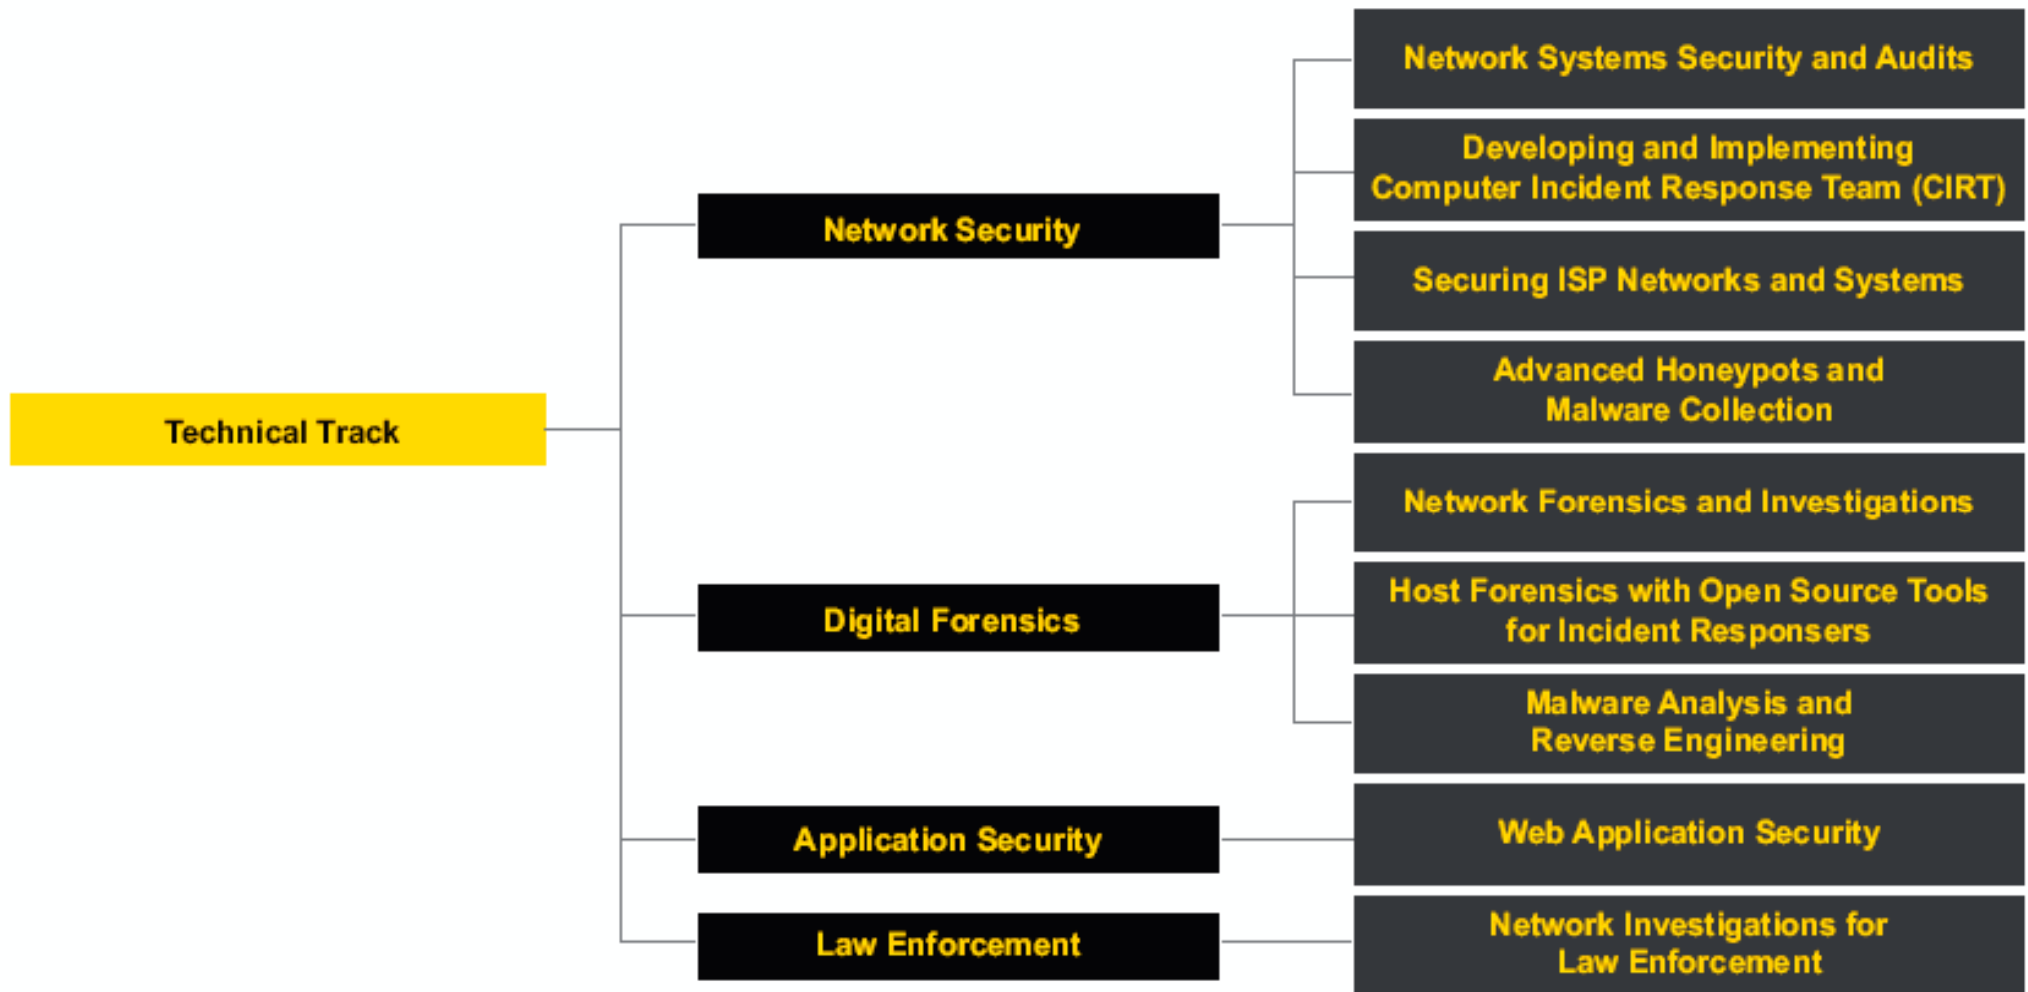 Technical Track
Network Security
Network Systems Security and Audits
Developing and Implementing
Computer Incident Response Team (CIRT)
Securing ISP Networks and Systems
Advanced Honeypots and
Malware Collection
Digital Forensics
Network Forensics and Investigations
Host Forensics with Open Source Tools
for Incident Responsers
Malware Analysis and
Reverse Engineering
Application Security
Web Application Security
Law Enforcement
Network Investigations for
Law Enforcement